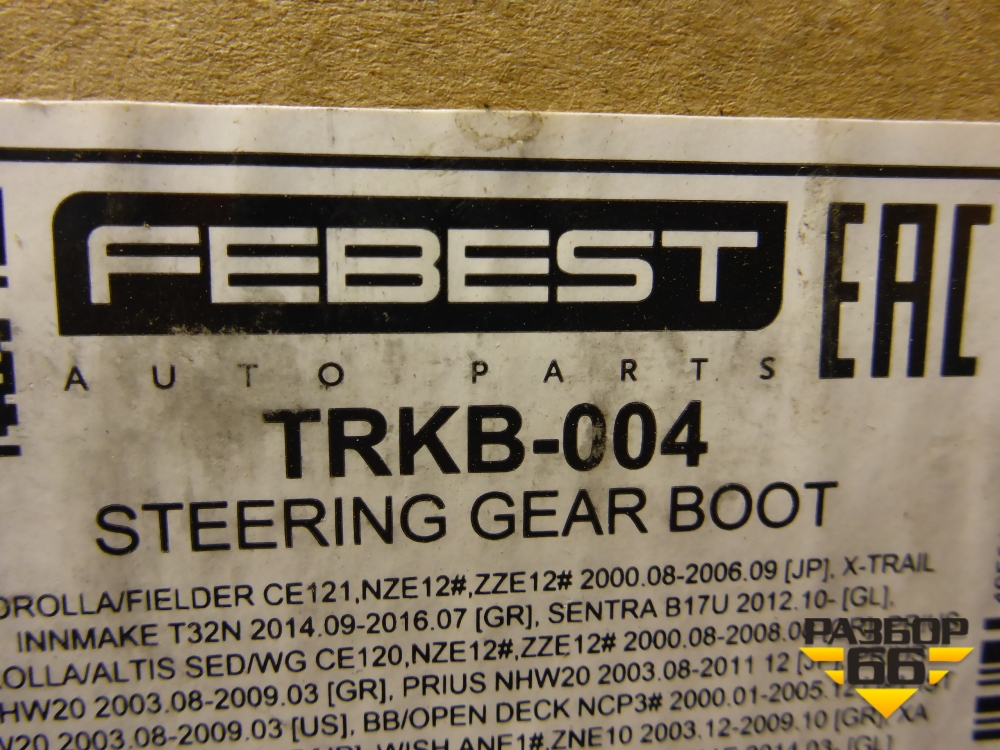 FEBEST
EAC
AUTO PARTS
TRKB-004
STEERING GEAR BOOT
OROLLA/FIELDER CE121,NZE12#,ZZE12# 2000.08-2006.09 [JP], X-TRAIL
INNMAKE T32N 2014.09-2016.07 [GR], SENTRA B17U 2012.10- [GL],
OLLA/ALTIS SED/WG CE120,NZE12#,ZZE12# 2000.08-2008.0
HW20 2003.08-2009.03 [GR], PRIUS NHW20 2003.08-2011 12
W20 2003.08-2009.03 [US], BB/OPEN DECK NCP3# 2000.01-2005.12
WISH ANE1#,ZNE10 2003.12-2009.10 [GR], XA
РАЗБОР
66